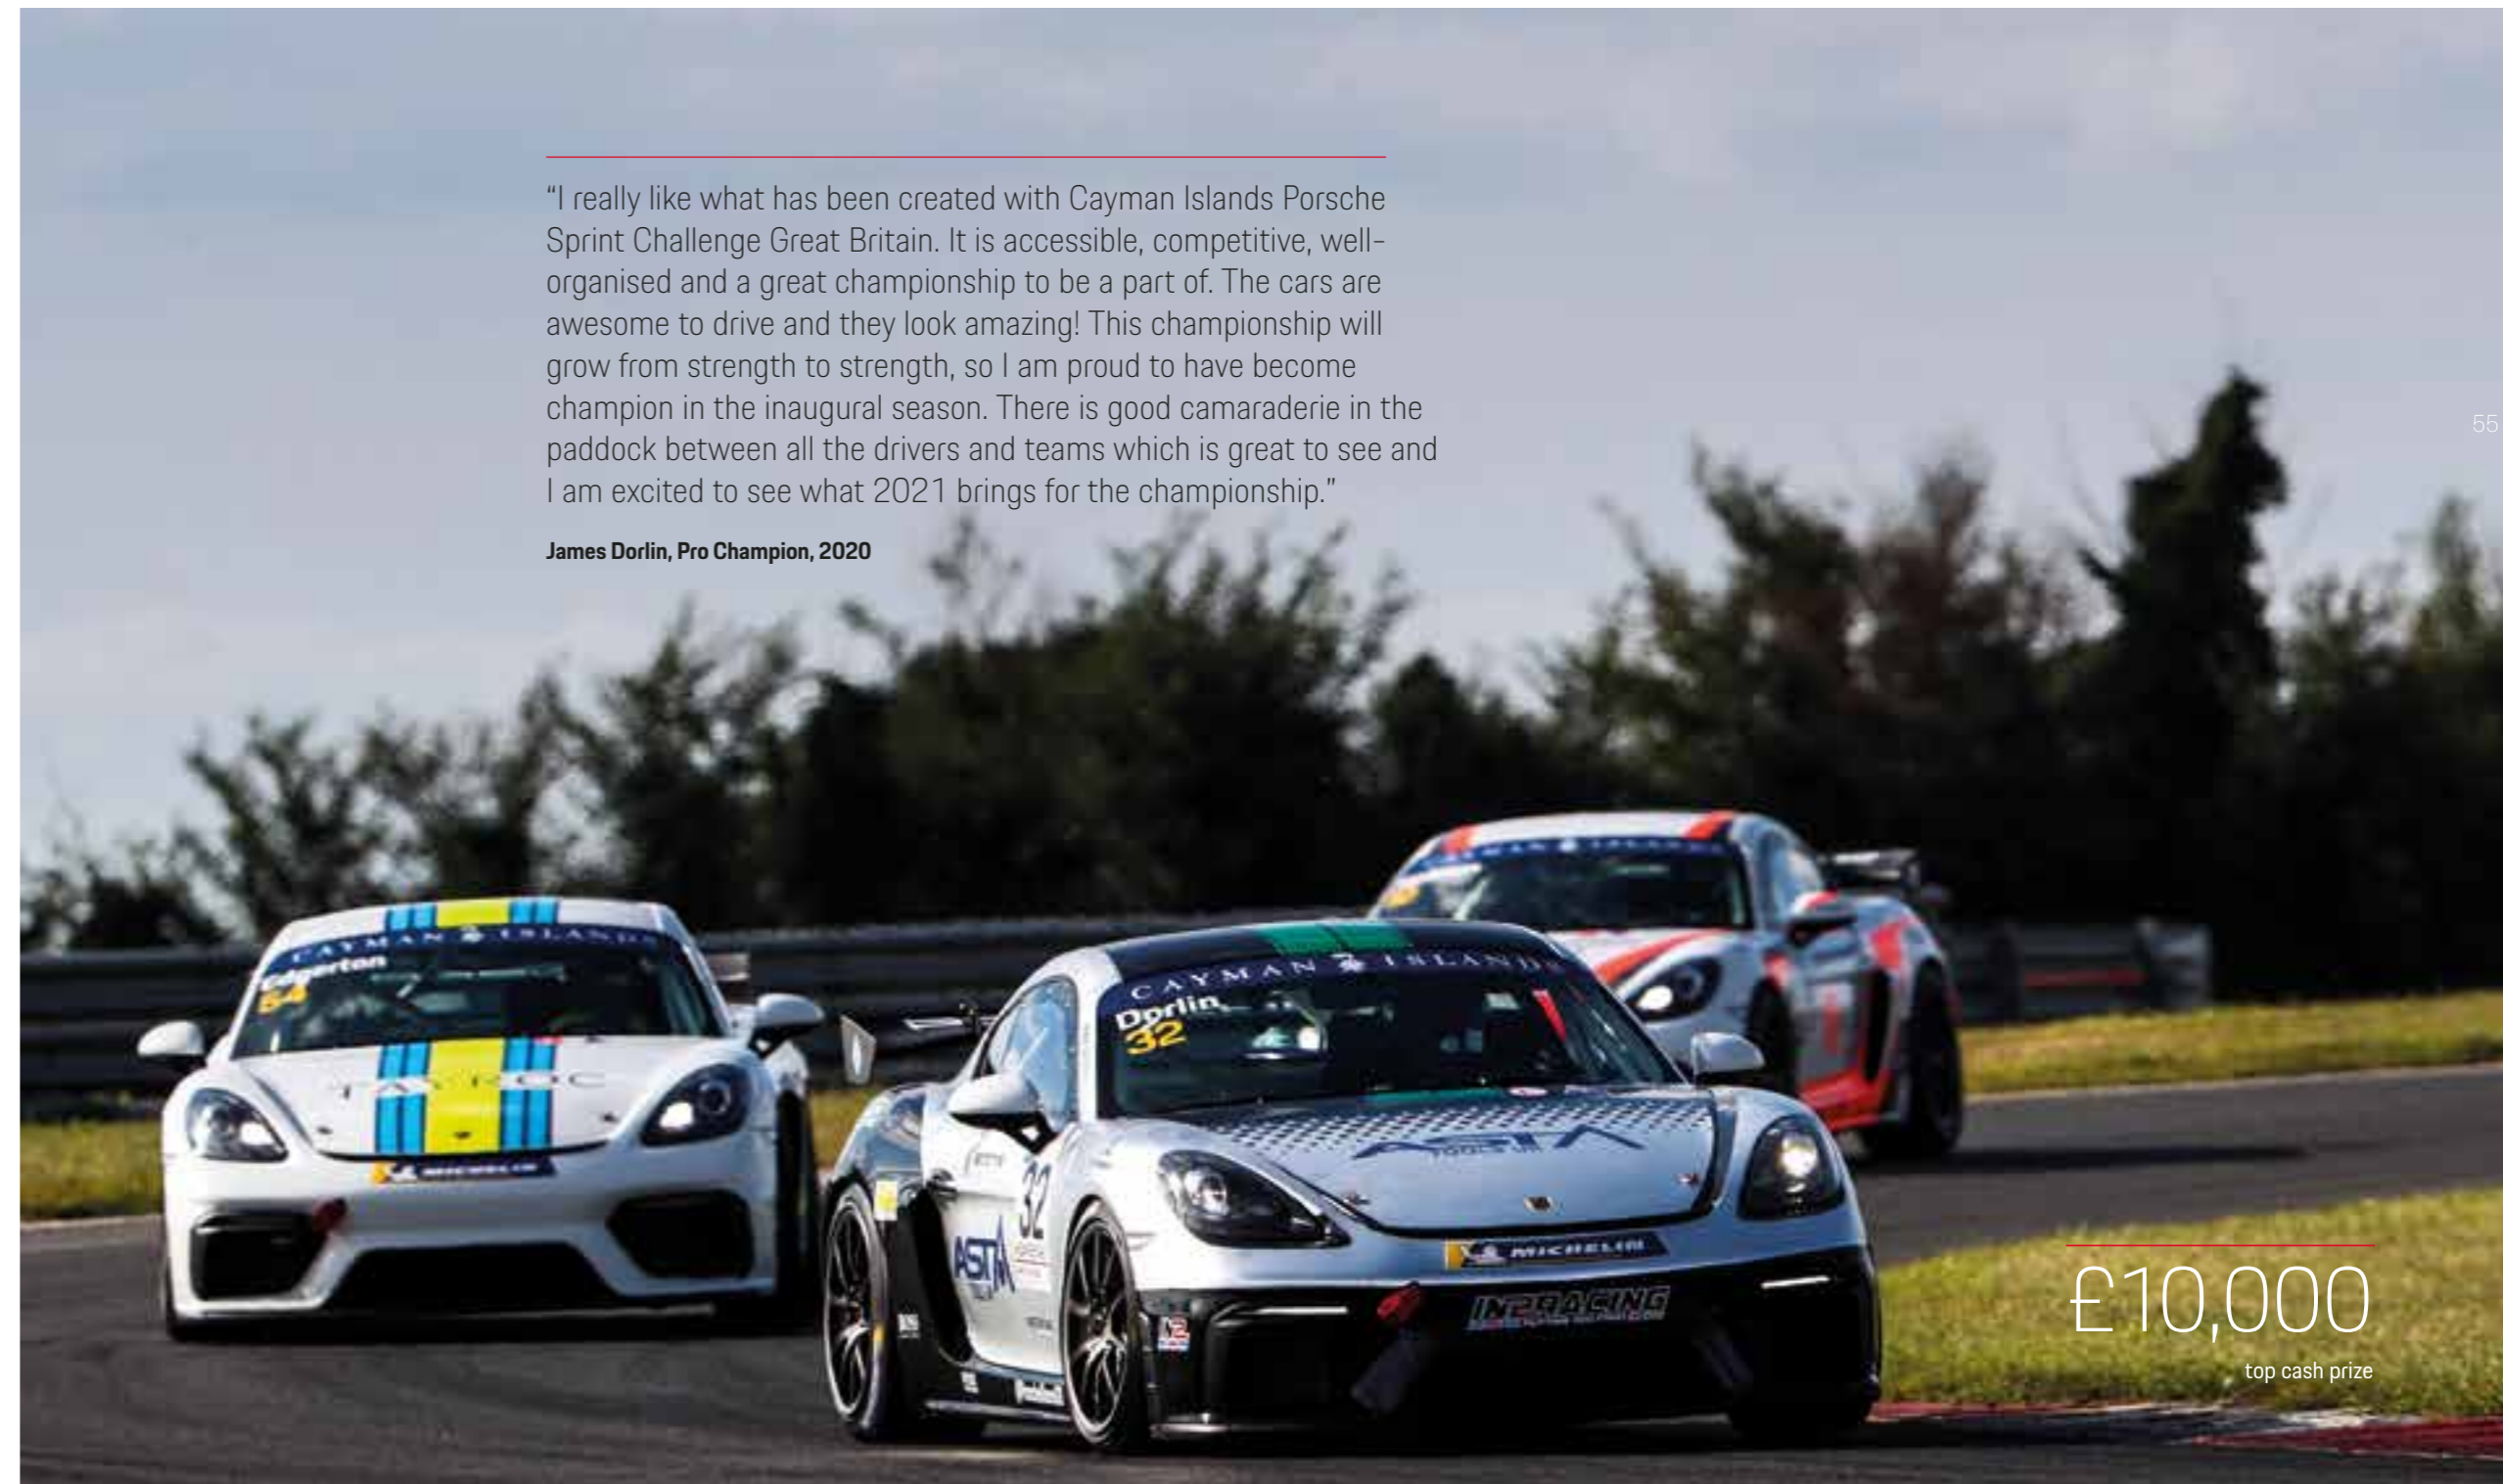 “I really like what has been created with Cayman Islands Porsche
Sprint Challenge Great Britain. It is accessible, competitive, well-
organised and a great championship to be a part of. The cars are
awesome to drive and they look amazing! This championship will
grow from strength to strength, so I am proud to have become
champion in the inaugural season. There is good camaraderie in the
paddock between all the drivers and teams which is great to see and
I am excited to see what 2021 brings for the championship.”
James Dorlin, Pro Champion, 2020
55
CAYMAN ISLANDS
Edgerton
54
TAYROC
MICHELIN
CAYMAN ISLANDS
Dorlin
32
ASTA
TOOLS UK
32
ASTA
MICHELIN
IN2RACING
£10,000
top cash prize